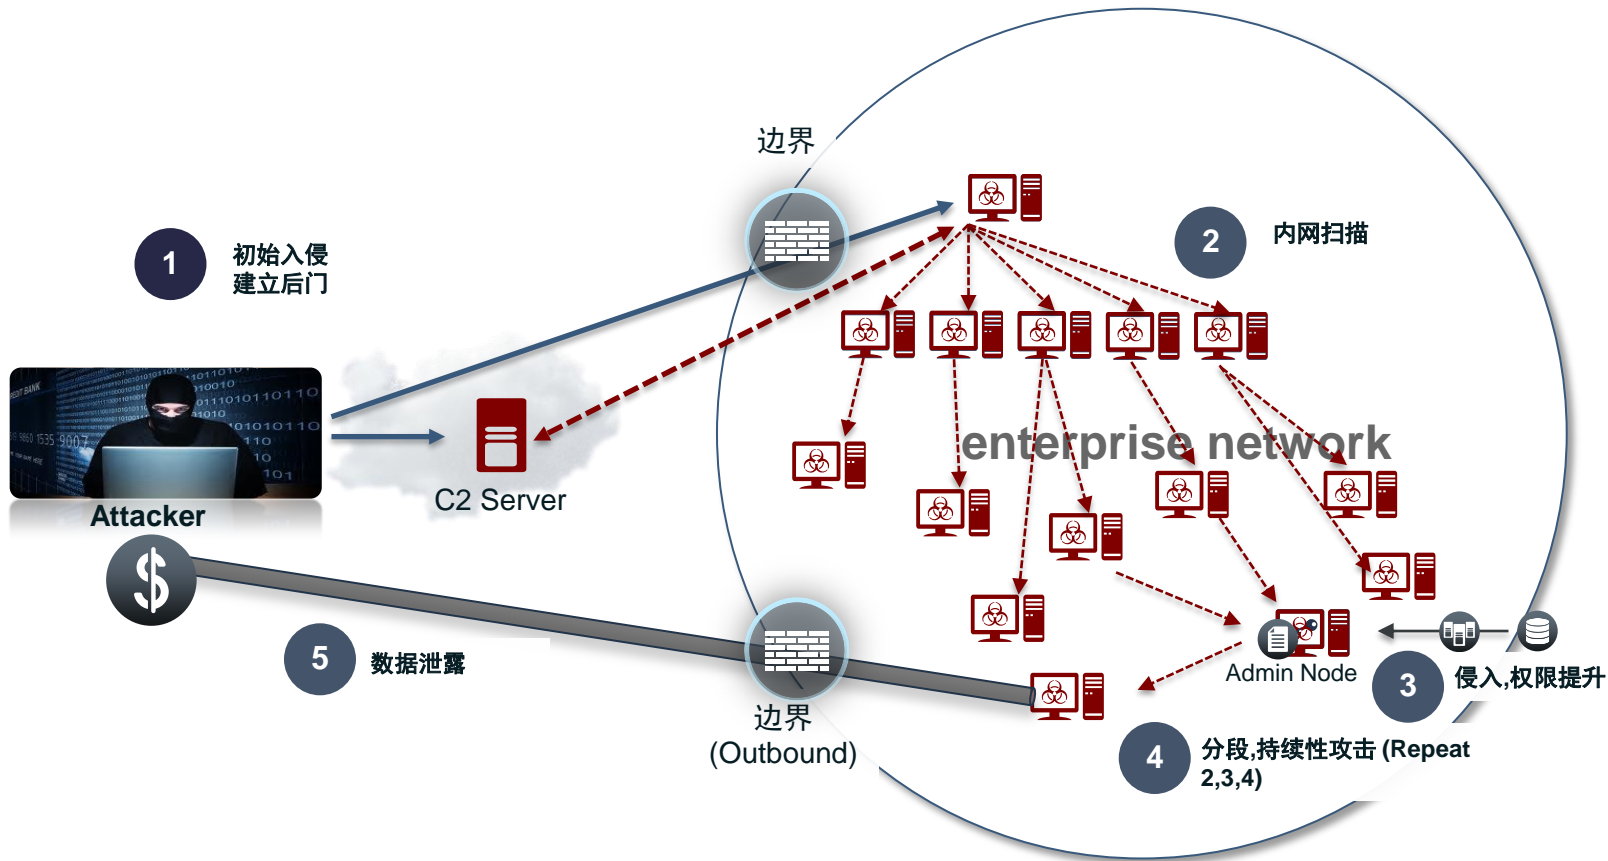 边界
1
初始入侵
建立后门
2
内网扫描
9007
C2 Server
Attacker
enterprise network
$
5
数据泄露
边界
(Outbound)
Admin Node
3
侵入,权限提升
4
分段,持续性攻击 (Repeat
2,3,4)